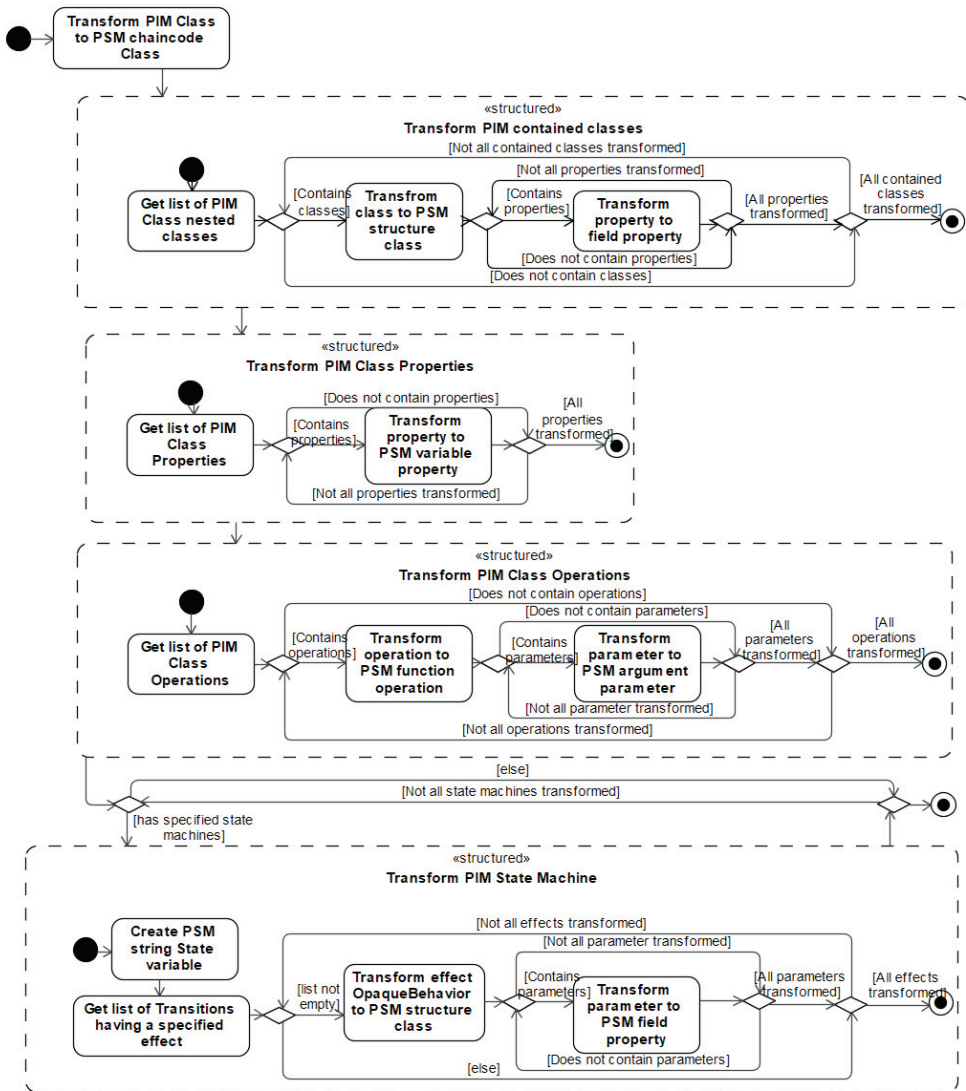 Transform PIM Class
to PSM chaincode
Class
«structured»
Transform PIM contained classes
[Not all contained classes transformed]
[Not all properties transformed]
[All contained
classes
transformed]
Get list of PIM
Class nested
classes
[Contains
classes]
Transfrom
class to PSM
structure
class
[Contains
properties]
Transform
property to
field property
[All properties
transformed]
[Does not contain properties]
[Does not contain classes]
«structured»
Transform PIM Class Properties
[Does not contain properties]
[All
properties
transformed]
Get list of PIM
Class
Properties
[Contains
properties]
Transform
property to
PSM variable
property
[Not all properties transformed]
«structured»
Transform PIM Class Operations
[Does not contain operations]
[Does not contain parameters]
Get list of PIM
Class
Operations
[Contains
operations]
Transform
operation to
PSM function
operation
[Contains
parameters]
Transform
parameter to
PSM argument
parameter
[All
parameters
transformed]
[All
operations
transformed]
[Not all parameter transformed]
[Not all operations transformed]
[else]
[Not all state machines transformed]
[has specified state
machines]
«structured»
Transform PIM State Machine
[Not all effects transformed]
[Not all parameter transformed]
Create PSM
string State
variable
Get list of Transitions
having a specified
effect
[list not
empty]
Transform effect
OpaqueBehavior
to PSM structure
class
[Contains
parameters]
Transform
parameter to
PSM field
property
[All parameters
transformed]
[All effects
transformed]
[Does not contain parameters]
[else]